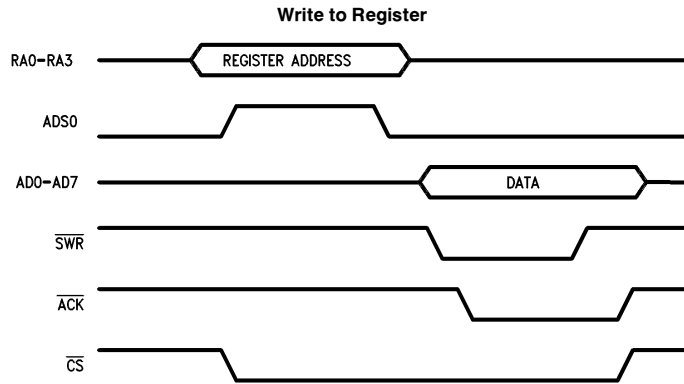 Write to Register
RA0-RA3 REGISTER ADDRESS
ADS0
AD0-AD7 DATA
SWR
ACK
CS